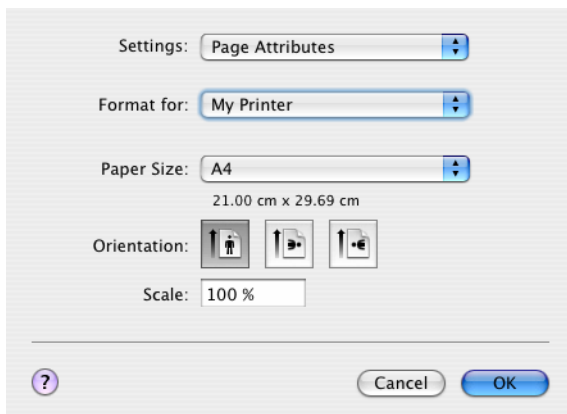 Settings: Page Attributes
Format for: My Printer
Paper Size: A4
21.00 cm x 29.69 cm
Orientation:
Scale: 100 %
? Cancel OK